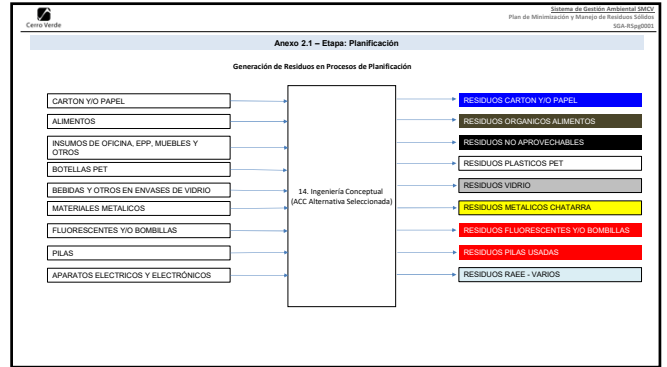 Cerro Verde
Sistema de Gestión Ambiental SMCV
Plan de Minimización y Manejo de Residuos Sólidos
SGA-RSpg0001
Anexo 2.1 – Etapa: Planificación
Generación de Residuos en Procesos de Planificación
CARTON Y/O PAPEL
ALIMENTOS
INSUMOS DE OFICINA, EPP, MUEBLES Y
OTROS
BOTELLAS PET
BEBIDAS Y OTROS EN ENVASES DE VIDRIO
MATERIALES METALICOS
FLUORESCENTES Y/O BOMBILLAS
PILAS
APARATOS ELECTRICOS Y ELECTRÓNICOS
14. Ingeniería Conceptual
(ACC Alternativa Seleccionada)
RESIDUOS CARTON Y/O PAPEL
RESIDUOS ORGANICOS ALIMENTOS
RESIDUOS NO APROVECHABLES
RESIDUOS PLASTICOS PET
RESIDUOS VIDRIO
RESIDUOS METALICOS CHATARRA
RESIDUOS FLUORESCENTES Y/O BOMBILLAS
RESIDUOS PILAS USADAS
RESIDUOS RAEE - VARIOS